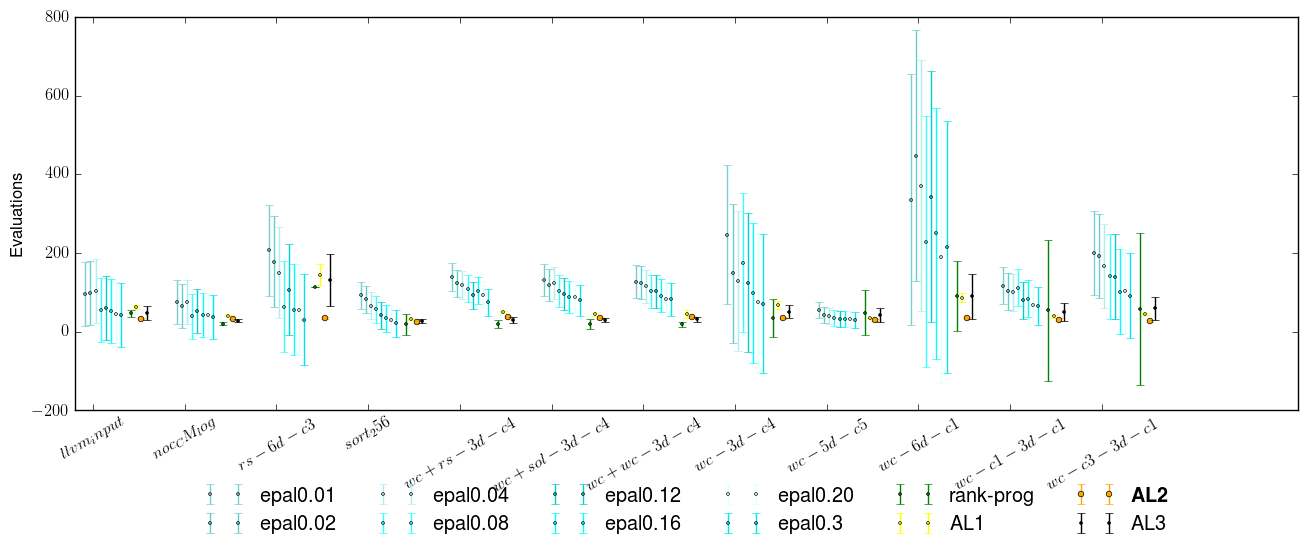 800
600
400
200
0
−200
Evaluations
llvm_input
noc_CM_log
rs − 6d − c3
sort_256
wc + rs − 3d − c4
wc + sol − 3d − c4
wc + wc − 3d − c4
wc − 3d − c4
wc − 5d − c5
wc − 6d − c1
wc − c1 − 3d − c1
wc − c3 − 3d − c1
epal0.01 epal0.04 epal0.12 epal0.20 rank-prog AL2
epal0.02 epal0.08 epal0.16 epal0.3 AL1 AL3